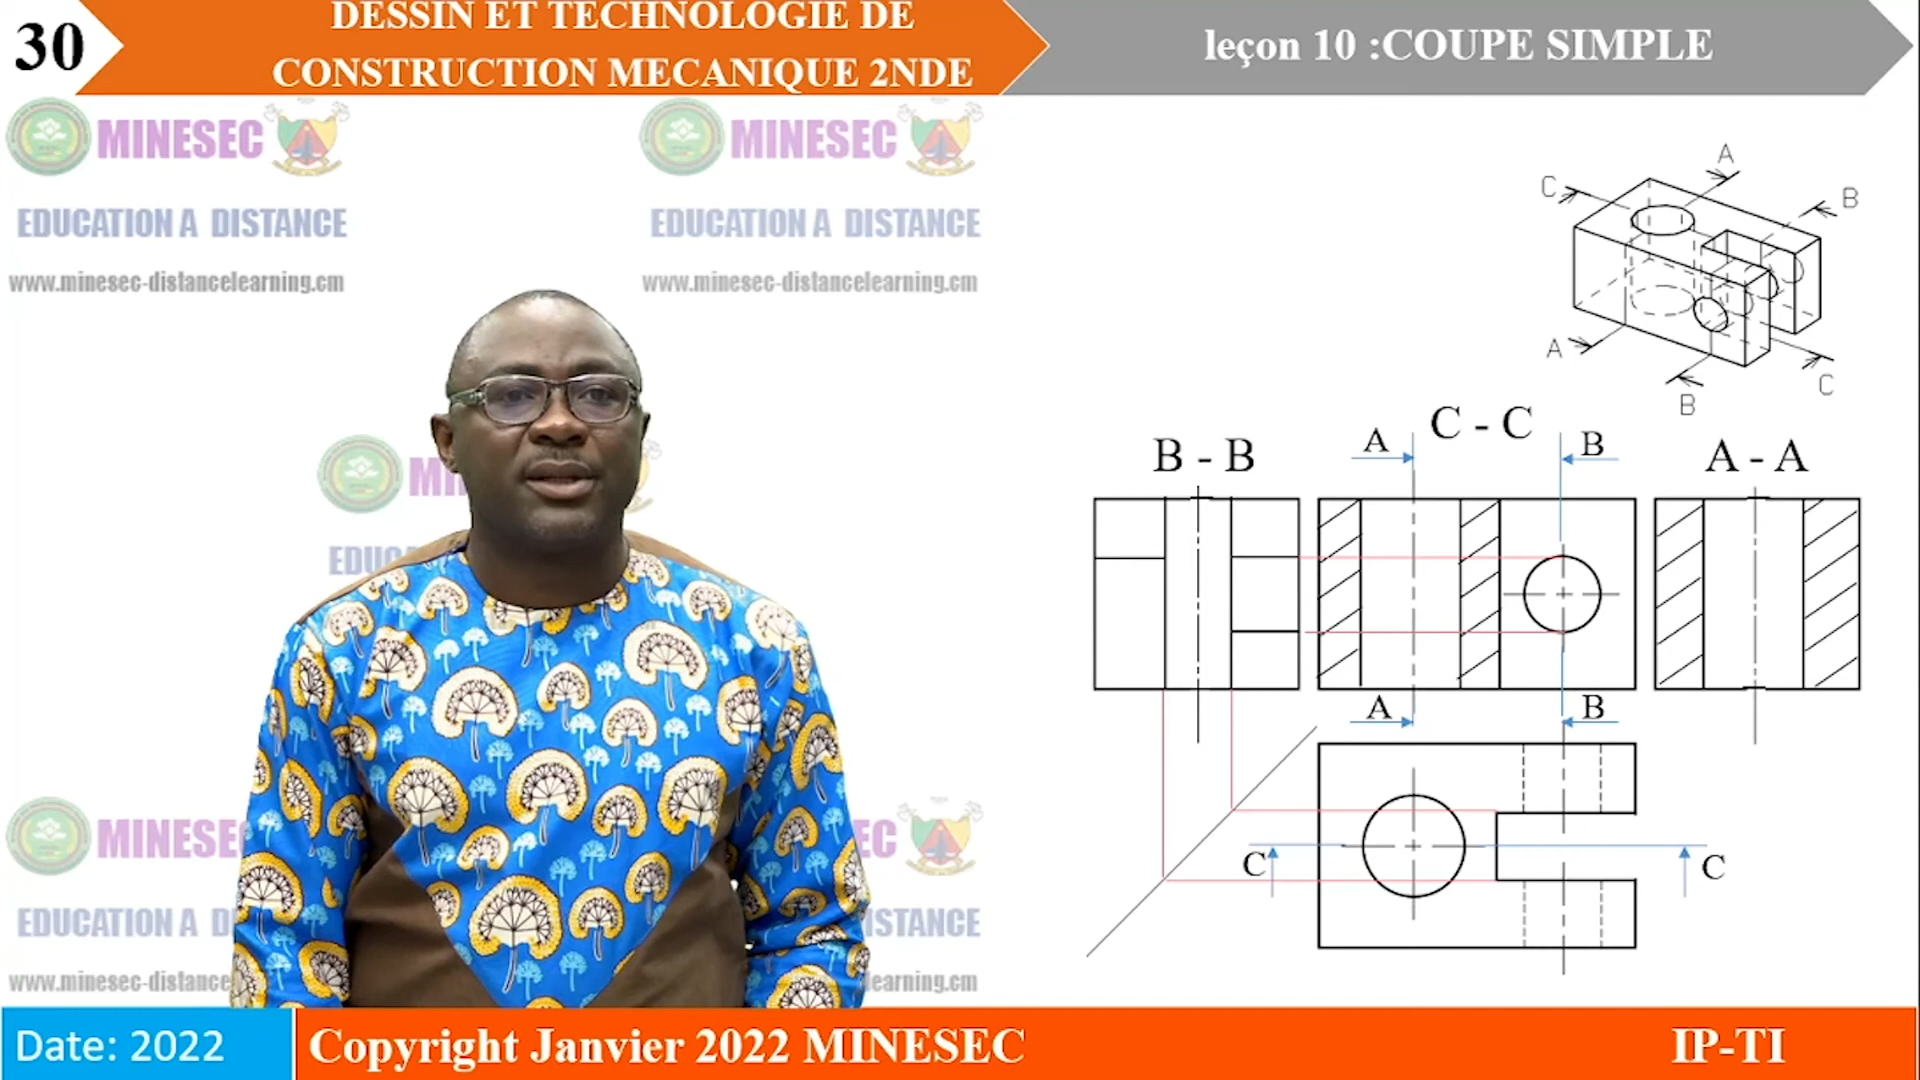 30
DESSIN ET TECHNOLOGIE DE
CONSTRUCTION MECANIQUE 2NDE
leçon 10 :COUPE SIMPLE
MINESEC
EDUCATION A DISTANCE
www.minesec-distancelearning.cm
MINESEC
EDUCATION A DISTANCE
www.minesec-distancelearning.cm
A
C
B
A
B
C
B - B
A
C - C
B
A - A
A
B
C
C
MINESE
EDUCATION A D
www.minesec-distance
EC
ISTANCE
learning.cm
Date: 2022
Copyright Janvier 2022 MINESEC
IP-TI